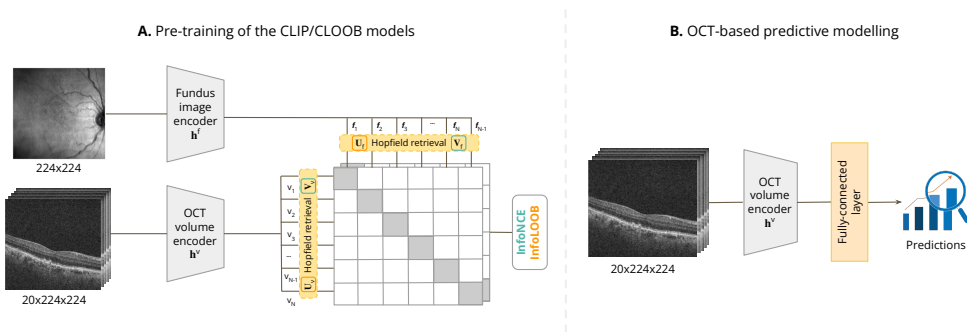 A. Pre-training of the CLIP/CLOOB models
Fundus
image
encoder
h^f
224x224
f_1 f_2 f_3 ... f_N f_N-1
U_f Hopfield retrieval V_f
OCT
volume
encoder
h^v
20x224x224
v_1
v_2
v_3
...
v_N-1
v_N
U_v Hopfield retrieval V_v
InfoNCE
InfoLOOB
B. OCT-based predictive modelling
20x224x224
OCT
volume
encoder
h^v
Fully-connected
layer
Predictions